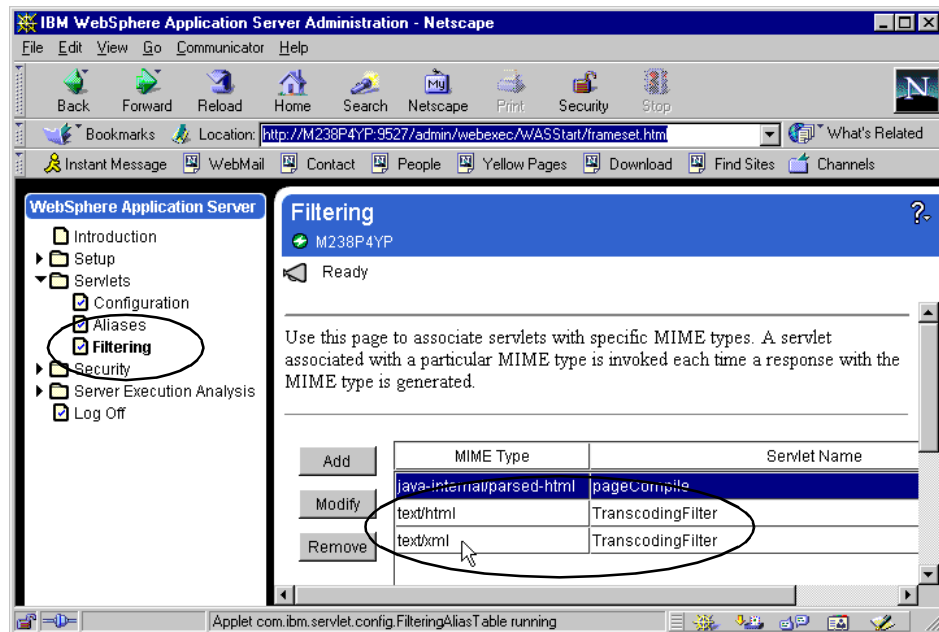 IBM WebSphere Application Server Administration - Netscape
File Edit View Go Communicator Help
My
N
Back Forward Reload Home Search Netscape Print Security Stop
Bookmarks Location: http://M238P4YP:9527/admin/webexec/WASStart/frameset.html What's Related
Instant Message WebMail Contact People Yellow Pages Download Find Sites Channels
WebSphere Application Server
Introduction
Setup
Servlets
Configuration
Aliases
Filtering
Security
Server Execution Analysis
Log Off
Filtering
?
M238P4YP
Ready
Use this page to associate servlets with specific MIME types. A servlet
associated with a particular MIME type is invoked each time a response with the
MIME type is generated.
Add
Modify
Remove
MIME Type Servlet Name
java-internal/parsed-html pageCompile
text/html TranscodingFilter
text/xml TranscodingFilter
Applet com.ibm.servlet.config.FilteringAliasTable running